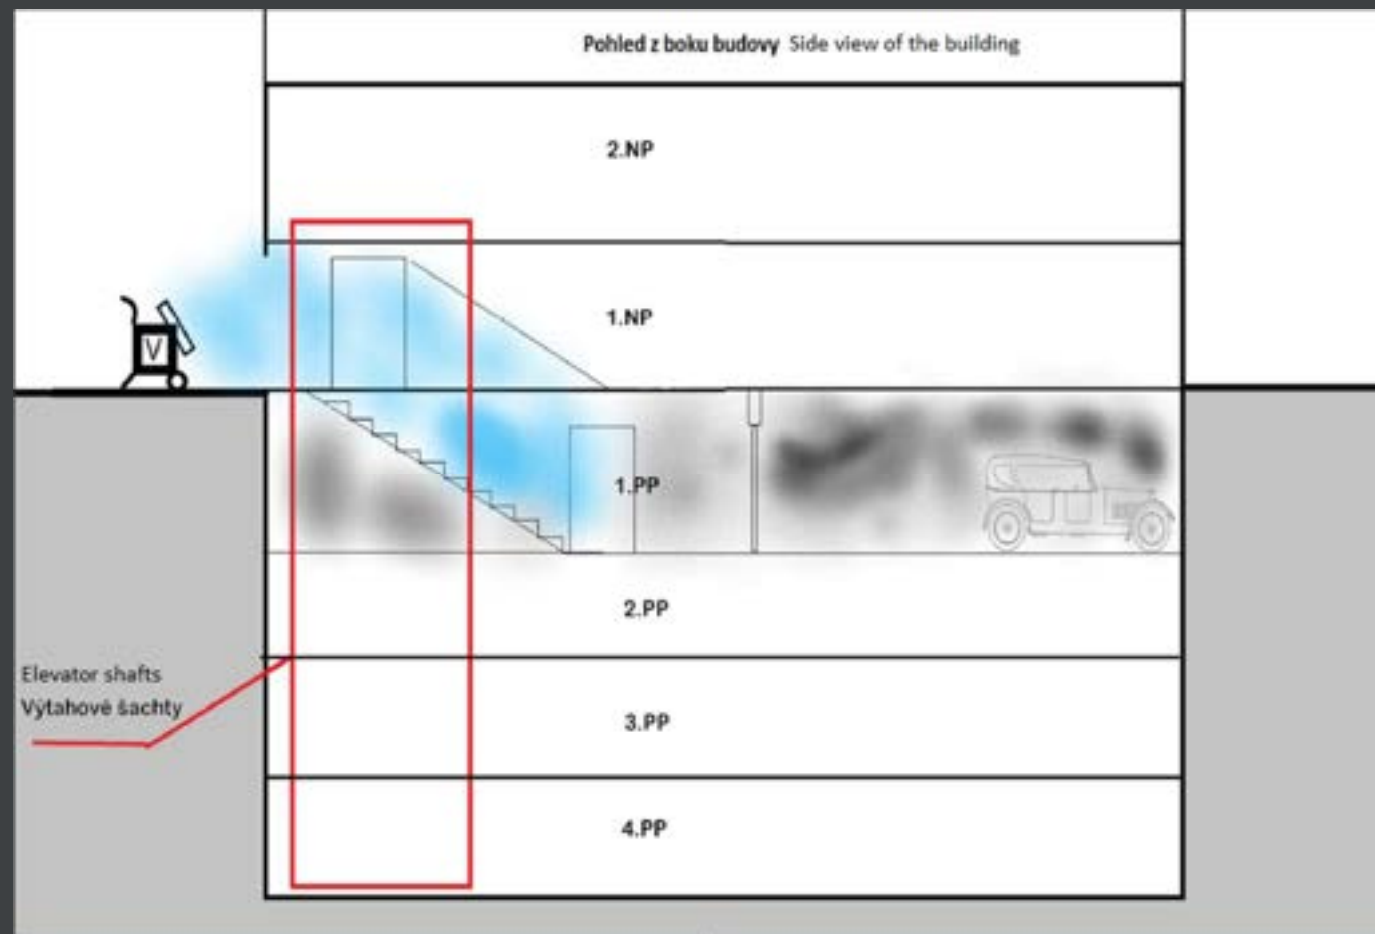 Pohled z boku budovy Side view of the building
2.NP
1.NP
V
1.PP
2.PP
Elevator shafts
Výtahové šachty
3.PP
4.PP